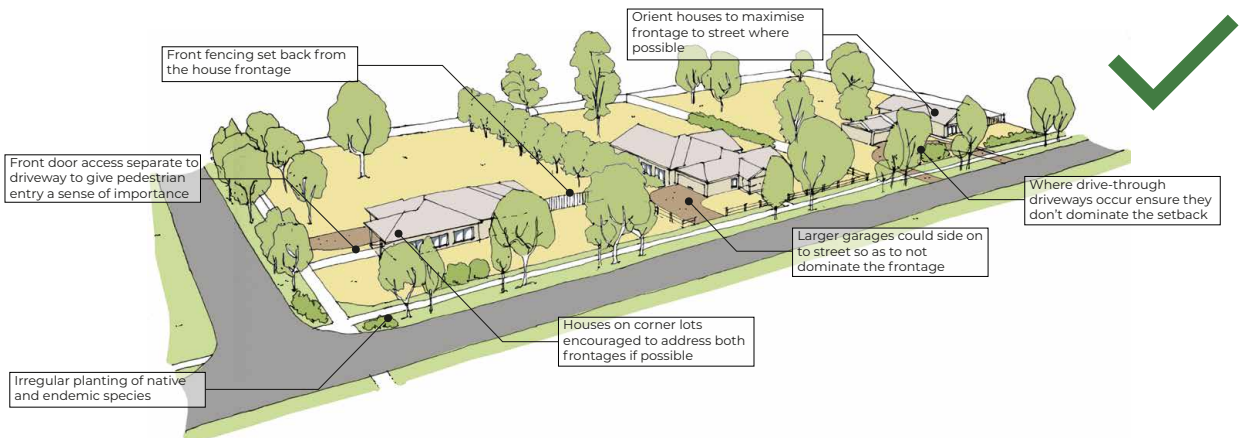 Orient houses to maximise
frontage to street where
possible
Front fencing set back from
the house frontage
Front door access separate to
driveway to give pedestrian
entry a sense of importance
Where drive-through
driveways occur ensure they
don't dominate the setback
Larger garages could side on
to street so as to not
dominate the frontage
Houses on corner lots
encouraged to address both
frontages if possible
Irregular planting of native
and endemic species